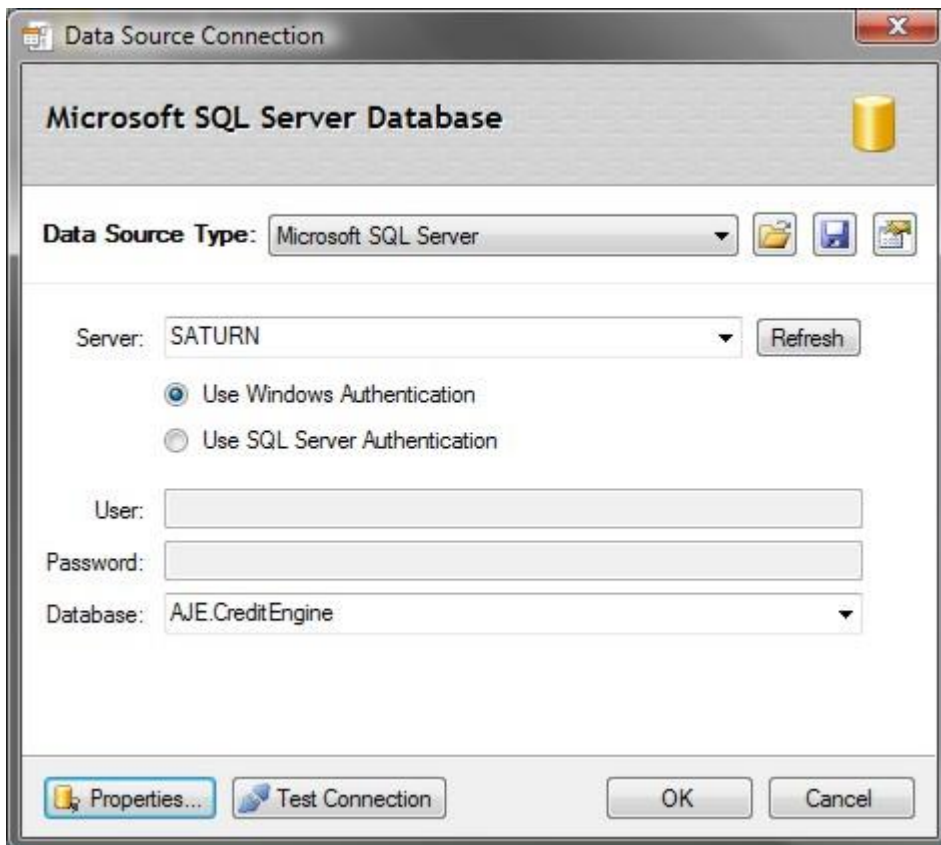 Data Source Connection
Microsoft SQL Server Database
Data Source Type: Microsoft SQL Server
Server: SATURN Refresh
Use Windows Authentication
Use SQL Server Authentication
User:
Password:
Database: AJE.CreditEngine
Properties... Test Connection OK Cancel